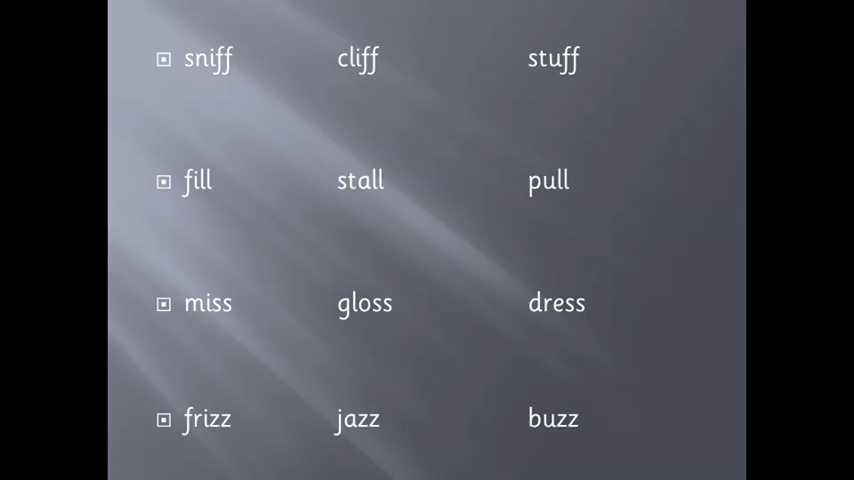 sniff cliff stuff
fill stall pull
miss gloss dress
frizz jazz buzz